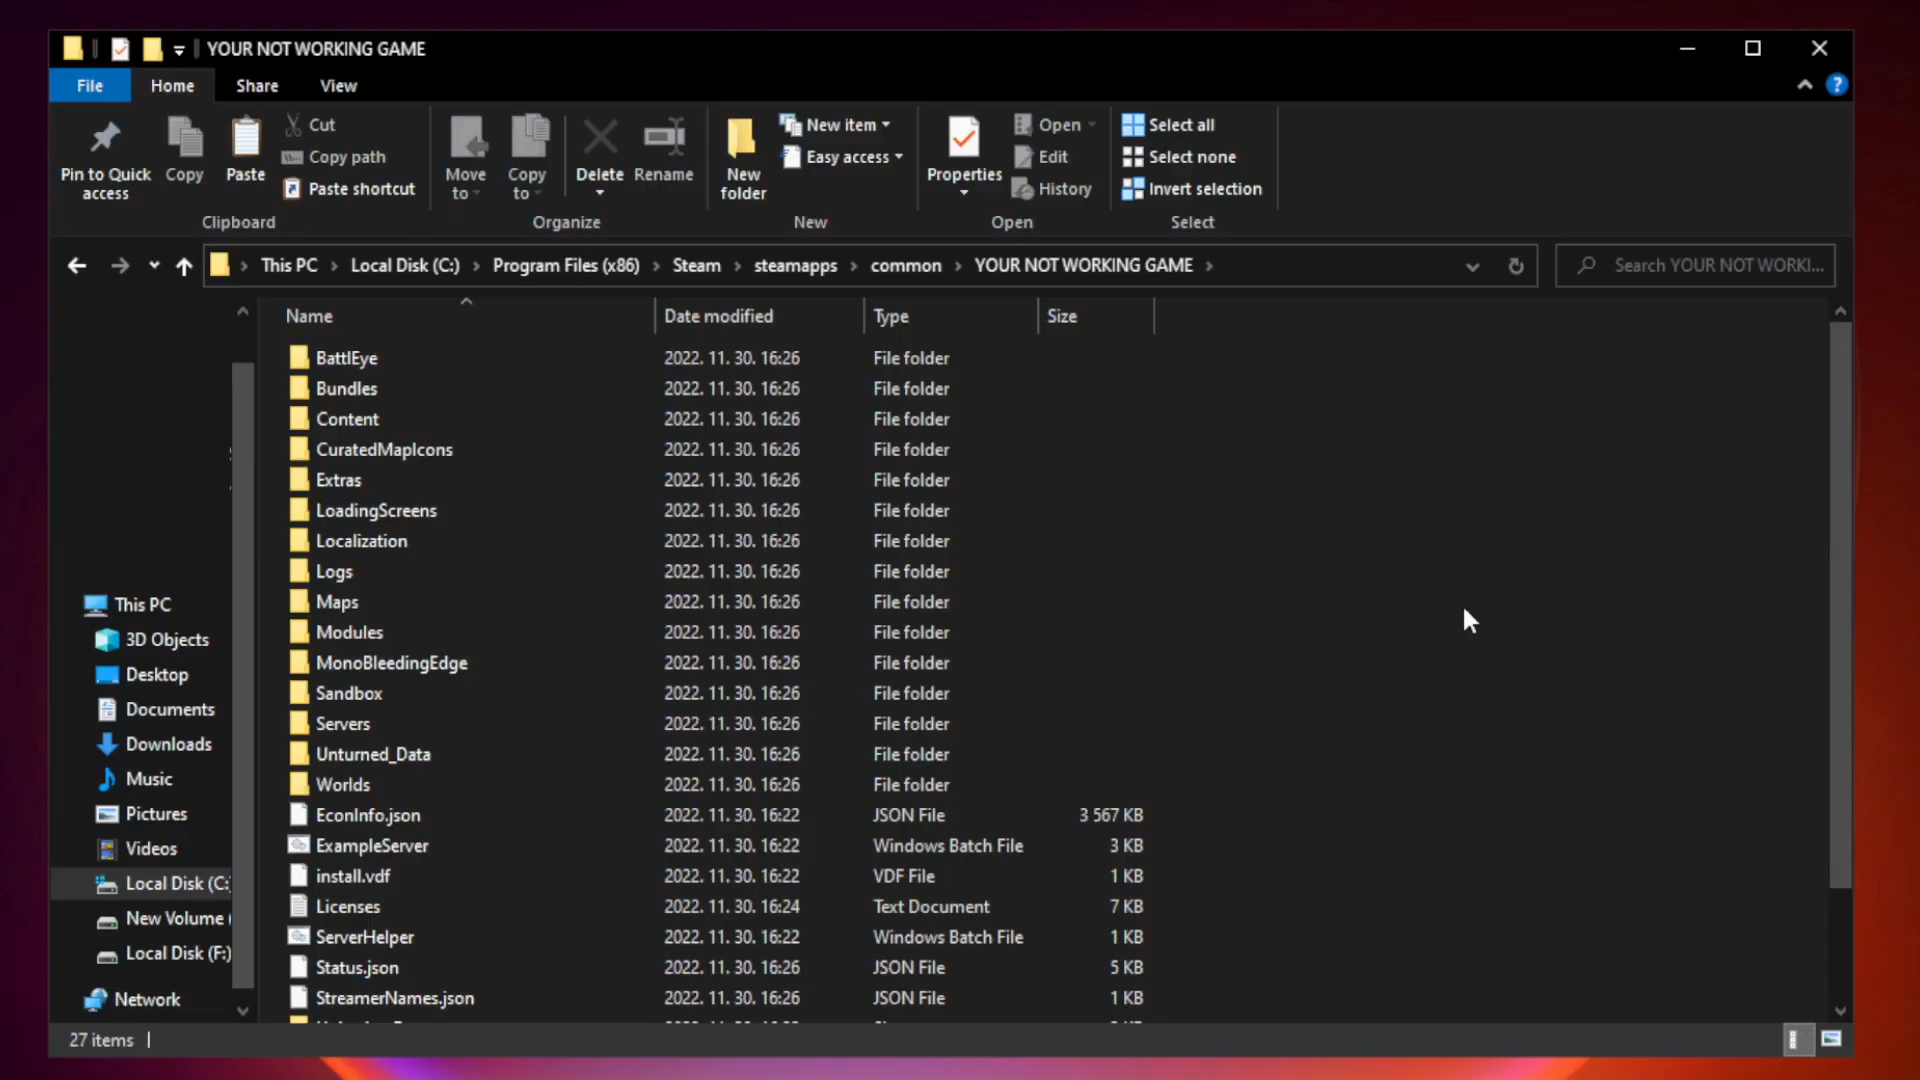 YOUR NOT WORKING GAME
File Home Share View
Pin to Quick access
Copy
Paste
Cut
Copy path
Paste shortcut
Move to
Copy to
Delete
Rename
New folder
New item
Easy access
Properties
Open
Edit
History
Select all
Select none
Invert selection
Clipboard Organize New Open Select
This PC Local Disk (C:) Program Files (x86) Steam steamapps common YOUR NOT WORKING GAME
Search YOUR NOT WORKI...
This PC
3D Objects
Desktop
Documents
Downloads
Music
Pictures
Videos
Local Disk (C:
New Volume (
Local Disk (F:)
Network
Name Date modified Type Size
BattlEye 2022. 11. 30. 16:26 File folder
Bundles 2022. 11. 30. 16:26 File folder
Content 2022. 11. 30. 16:26 File folder
CuratedMapIcons 2022. 11. 30. 16:26 File folder
Extras 2022. 11. 30. 16:26 File folder
LoadingScreens 2022. 11. 30. 16:26 File folder
Localization 2022. 11. 30. 16:26 File folder
Logs 2022. 11. 30. 16:26 File folder
Maps 2022. 11. 30. 16:26 File folder
Modules 2022. 11. 30. 16:26 File folder
MonoBleedingEdge 2022. 11. 30. 16:26 File folder
Sandbox 2022. 11. 30. 16:26 File folder
Servers 2022. 11. 30. 16:26 File folder
Unturned_Data 2022. 11. 30. 16:26 File folder
Worlds 2022. 11. 30. 16:26 File folder
EconInfo.json 2022. 11. 30. 16:22 JSON File 3 567 KB
ExampleServer 2022. 11. 30. 16:22 Windows Batch File 3 KB
install.vdf 2022. 11. 30. 16:22 VDF File 1 KB
Licenses 2022. 11. 30. 16:24 Text Document 7 KB
ServerHelper 2022. 11. 30. 16:22 Windows Batch File 1 KB
Status.json 2022. 11. 30. 16:26 JSON File 5 KB
StreamerNames.json 2022. 11. 30. 16:26 JSON File 1 KB
27 items